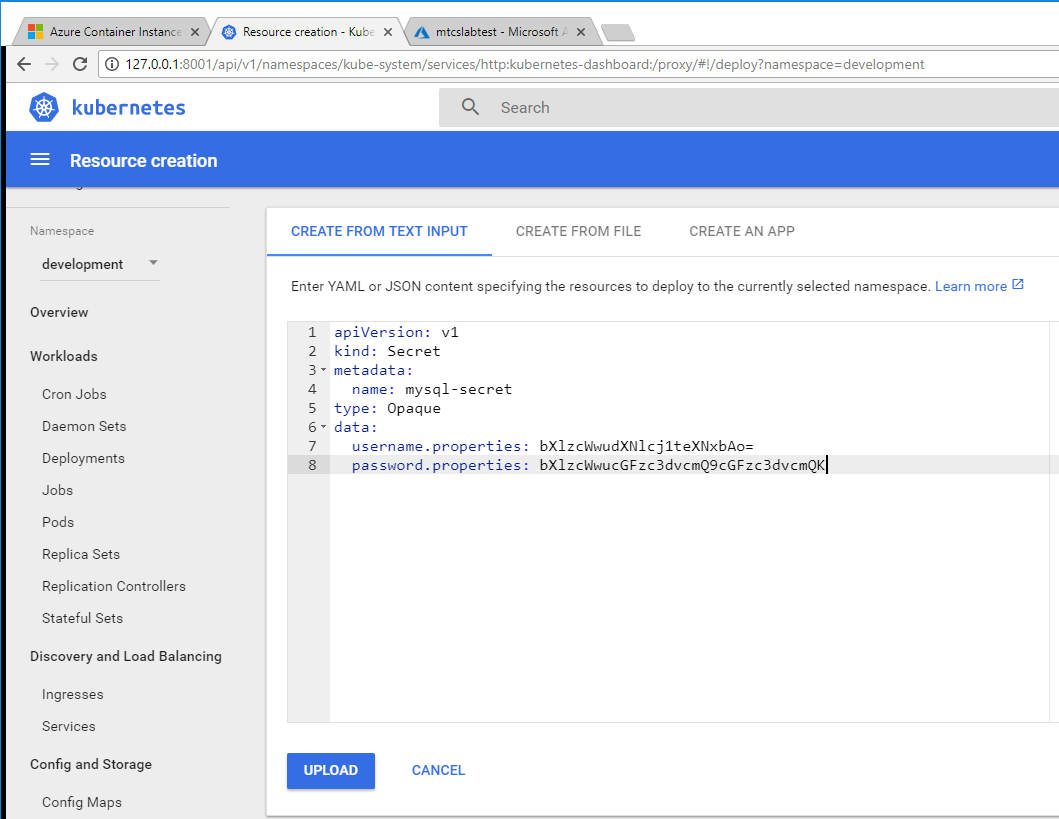 Azure Container Instance
Resource creation - Kube
mtcslabtest - Microsoft A
127.0.0.1:8001/api/v1/namespaces/kube-system/services/http:kubernetes-dashboard:/proxy/#!/deploy?namespace=development
kubernetes
Search
Resource creation
Namespace
development
Overview
Workloads
Cron Jobs
Daemon Sets
Deployments
Jobs
Pods
Replica Sets
Replication Controllers
Stateful Sets
Discovery and Load Balancing
Ingresses
Services
Config and Storage
Config Maps
CREATE FROM TEXT INPUT
CREATE FROM FILE
CREATE AN APP
Enter YAML or JSON content specifying the resources to deploy to the currently selected namespace. Learn more
1 apiVersion: v1
2 kind: Secret
3 metadata:
4 name: mysql-secret
5 type: Opaque
6 data:
7 username.properties: bXlzcWwudXNlcj1teXNxbAo=
8 password.properties: bXlzcWwucGFzc3dvcmQ9cGFzc3dvcmQK
UPLOAD
CANCEL